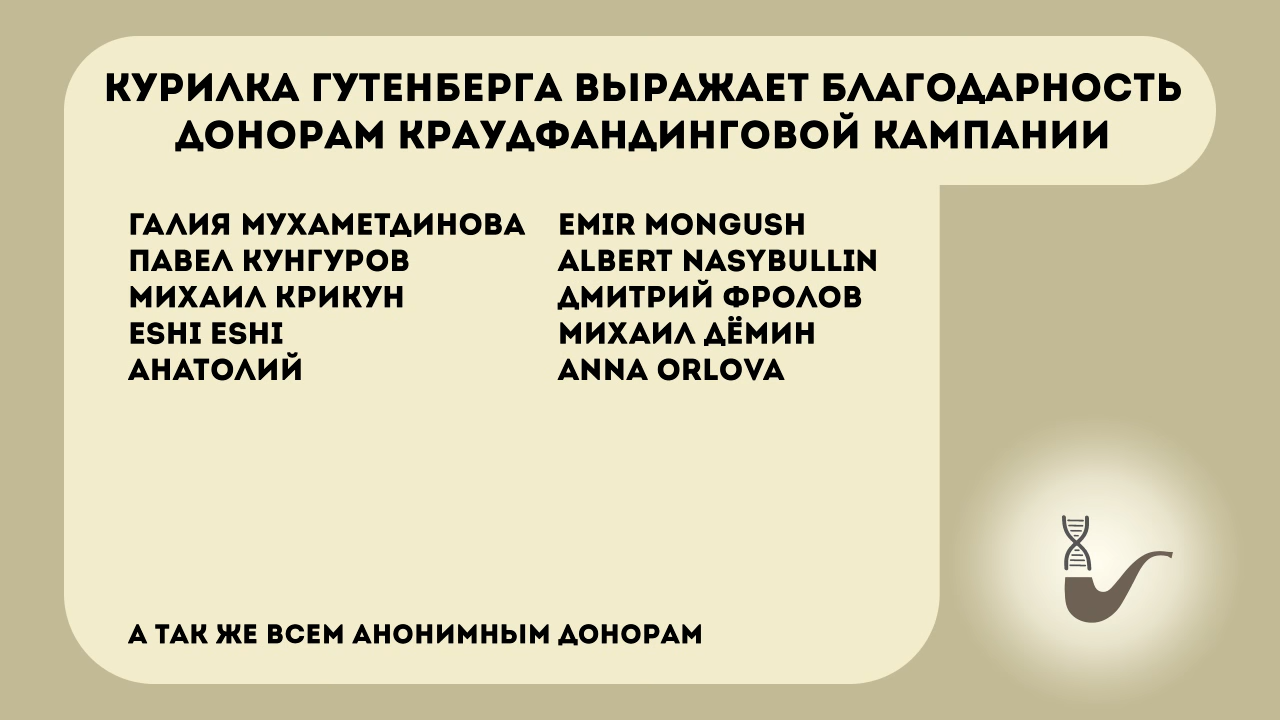 КУРИЛКА ГУТЕНБЕРГА ВЫРАЖАЕТ БЛАГОДАРНОСТЬ
ДОНОРАМ КРАУДФАНДИНГОВОЙ КАМПАНИИ
ГАЛИЯ МУХАМЕТДИНОВА
ПАВЕЛ КУНГУРОВ
МИХАИЛ КРИКУН
ESHI ESHI
АНАТОЛИЙ
EMIR MONGUSH
ALBERT NASYBULLIN
ДМИТРИЙ ФРОЛОВ
МИХАИЛ ДЁМИН
ANNA ORLOVA
А ТАК ЖЕ ВСЕМ АНОНИМНЫМ ДОНОРАМ